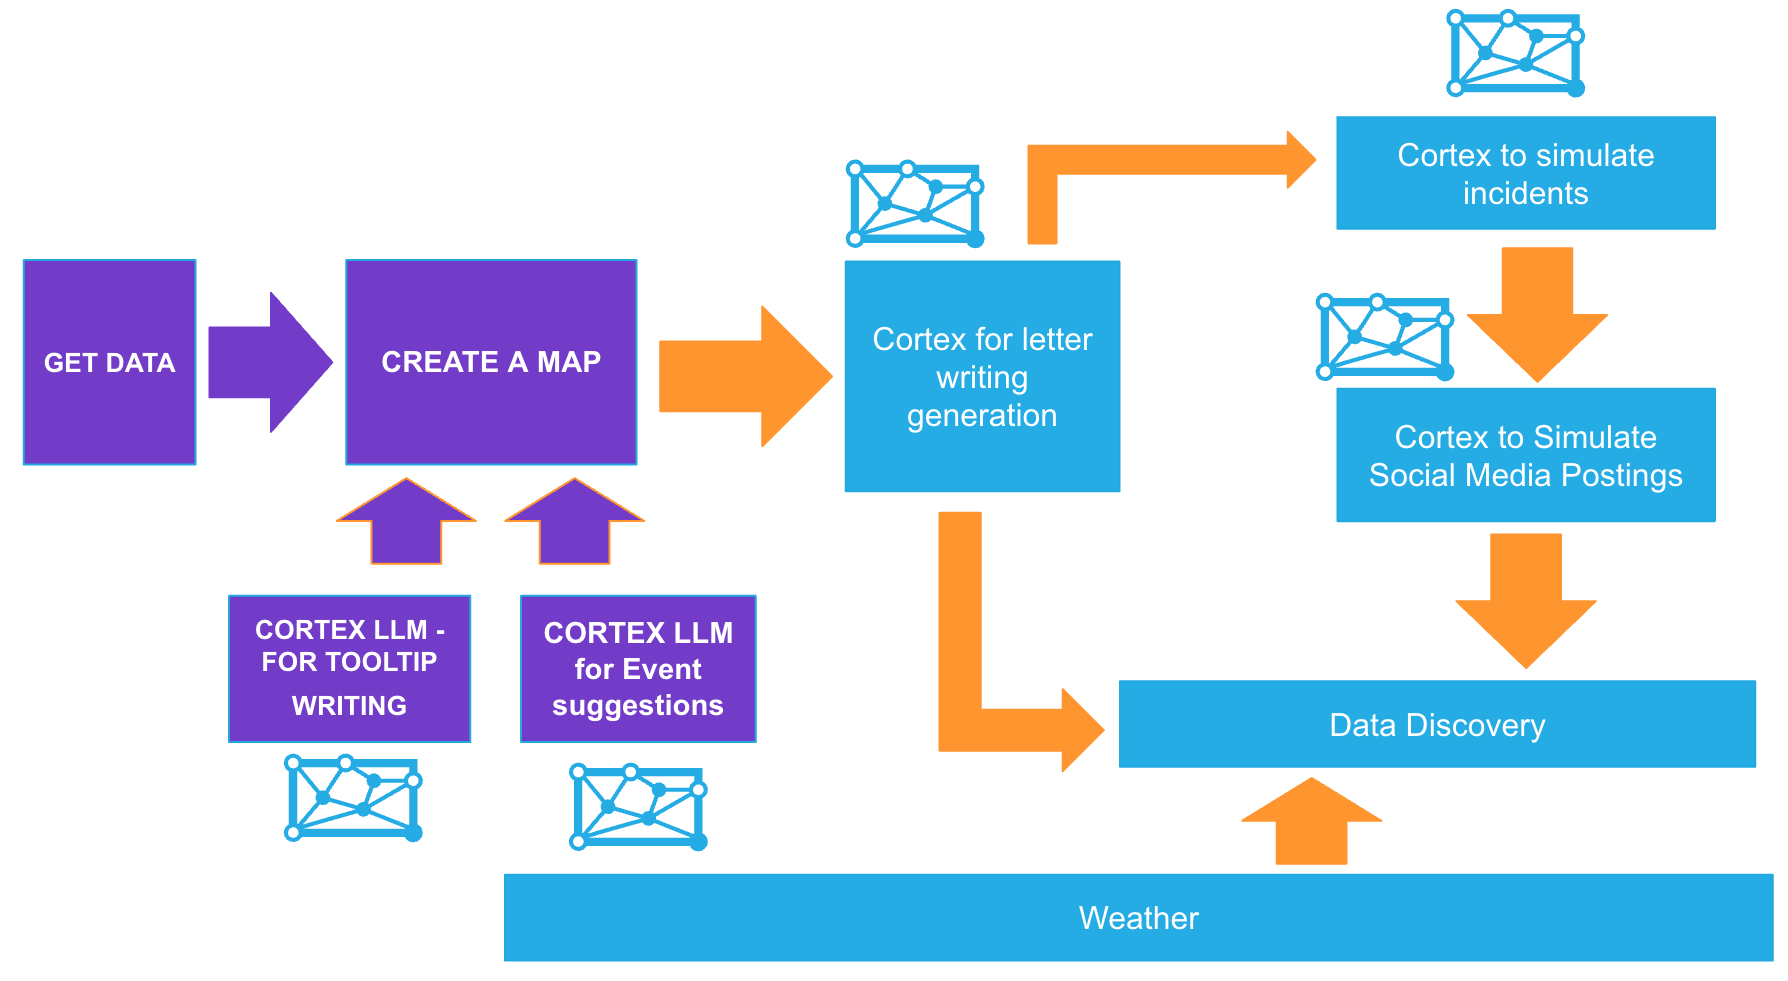 Cortex to simulate
incidents
GET DATA
CREATE A MAP
Cortex for letter
writing
generation
Cortex to Simulate
Social Media Postings
CORTEX LLM -
FOR TOOLTIP
WRITING
CORTEX LLM
for Event
suggestions
Data Discovery
Weather